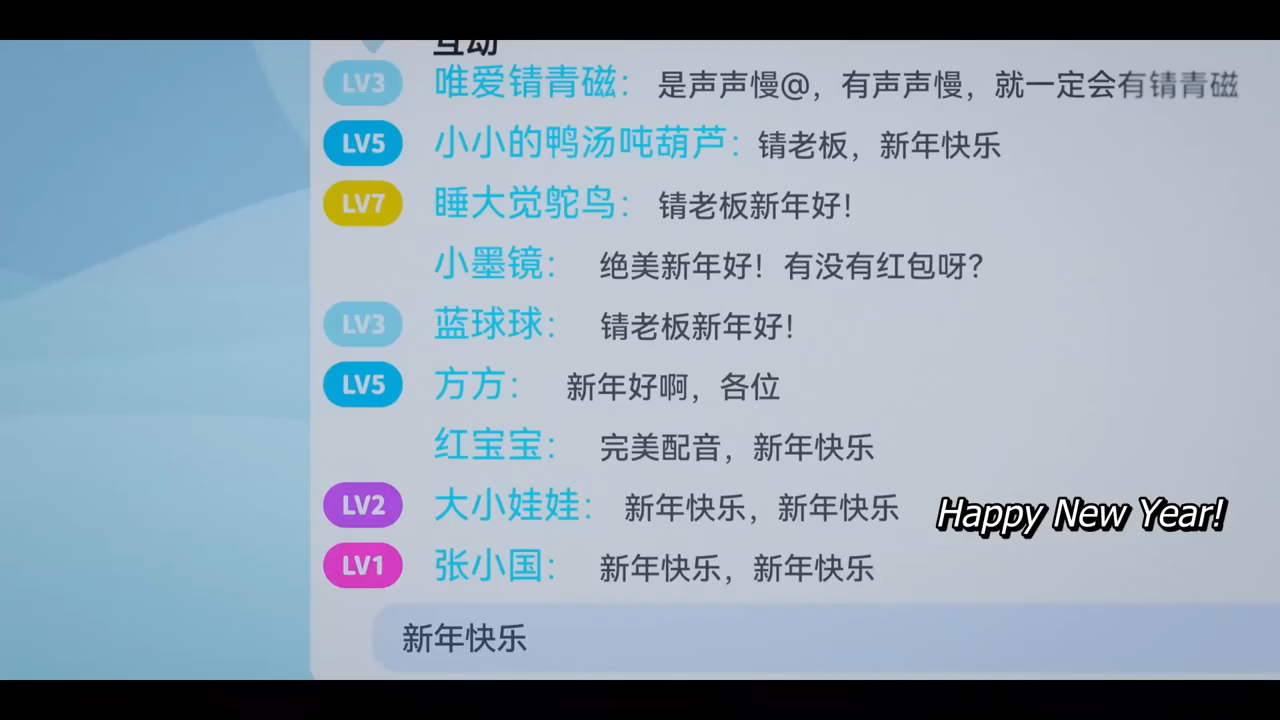 互动
LV3 唯爱锖青磁：是声声慢@，有声声慢，就一定会有锖青磁
LV5 小小的鸭汤吨葫芦：锖老板，新年快乐
LV7 睡大觉鸵鸟：锖老板新年好！
小墨镜：绝美新年好！有没有红包呀？
LV3 蓝球球：锖老板新年好！
LV5 方方：新年好啊，各位
红宝宝：完美配音，新年快乐
LV2 大小娃娃：新年快乐，新年快乐
Happy New Year!
LV1 张小国：新年快乐，新年快乐
新年快乐